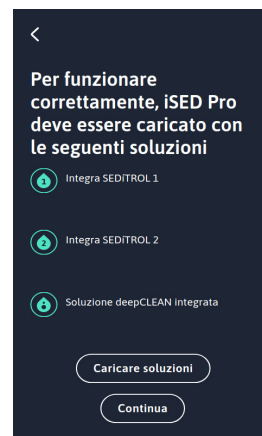 Per funzionare
correttamente, iSED Pro
deve essere caricato con
le seguenti soluzioni
1 Integra SEDiTROL 1
2 Integra SEDiTROL 2
Soluzione deepCLEAN integrata
Caricare soluzioni
Continua